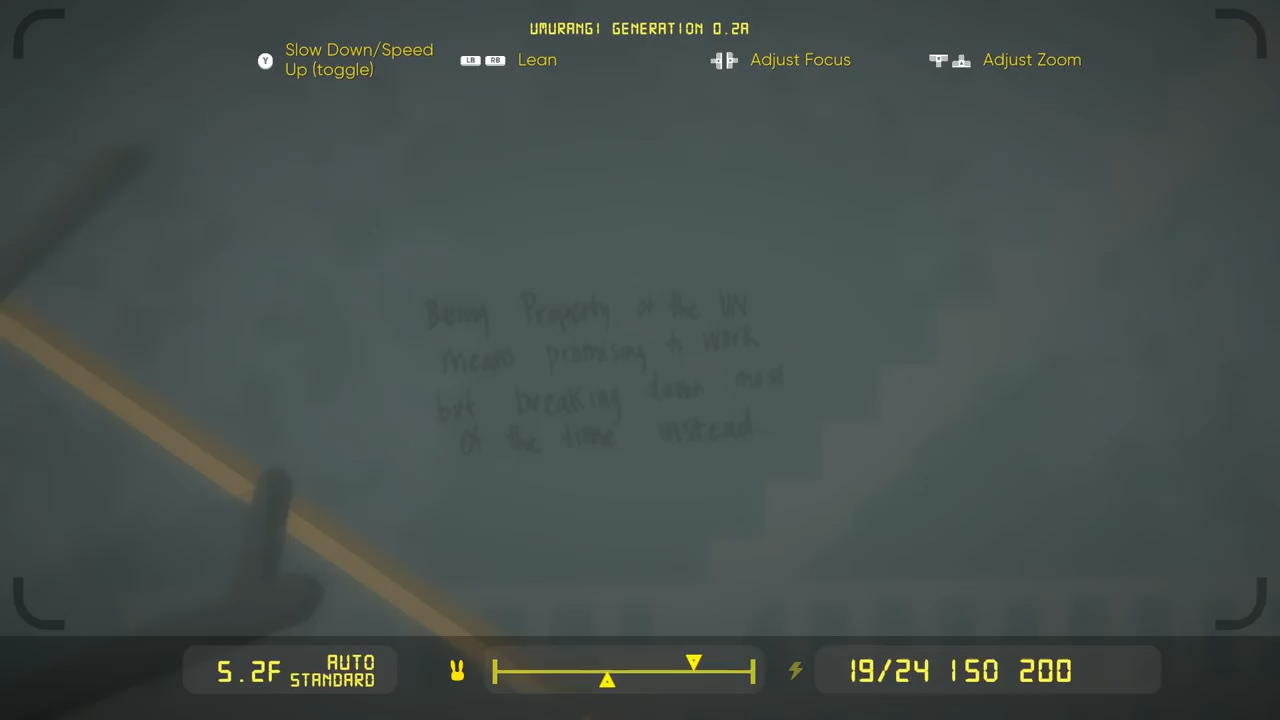 UMURANGI GENERATION 0.2A
Y Slow Down/Speed
Up (toggle)
LB RB Lean
Adjust Focus
Adjust Zoom
Being Property of the UN
means promising to work
but breaking down most
of the time instead
5.2F AUTO
STANDARD
19/24 150 200